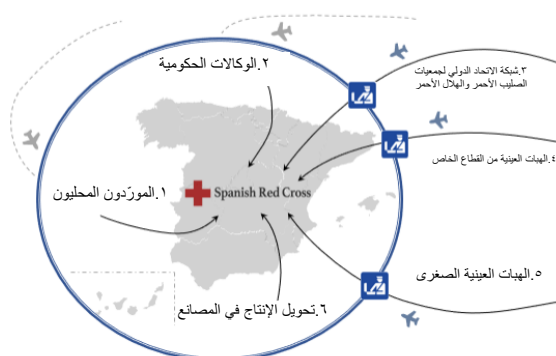 ٢.الوكالات الحكومية
٣.شبكة الاتحاد الدولي لجمعيات
الصليب الأحمر والهلال الأحمر
٤.الهبات العينية من القطاع الخاص
١.المورّدون المحليون
Spanish Red Cross
٥.الهبات العينية الصغرى
٦.تحويل الإنتاج في المصانع